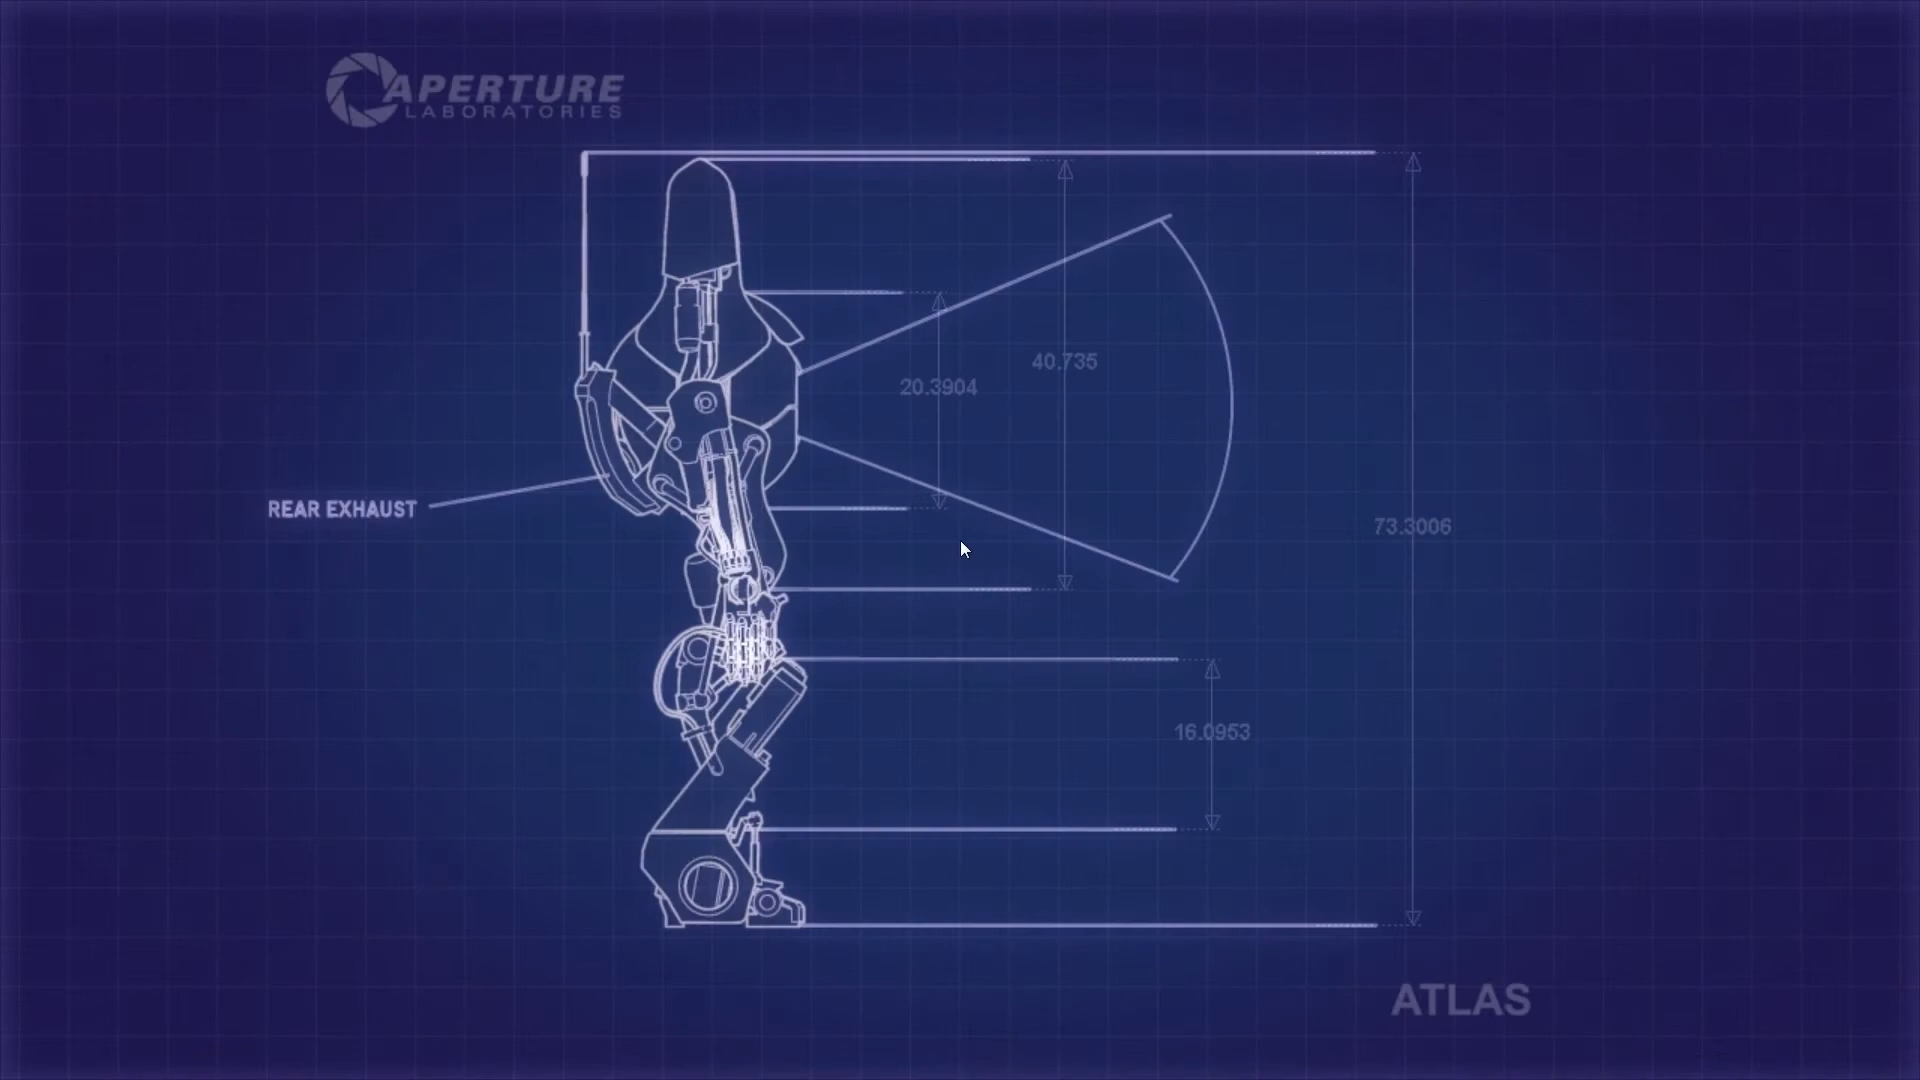 APERTURE
LABORATORIES
40.735
20.3904
REAR EXHAUST
73.3006
16.0953
ATLAS